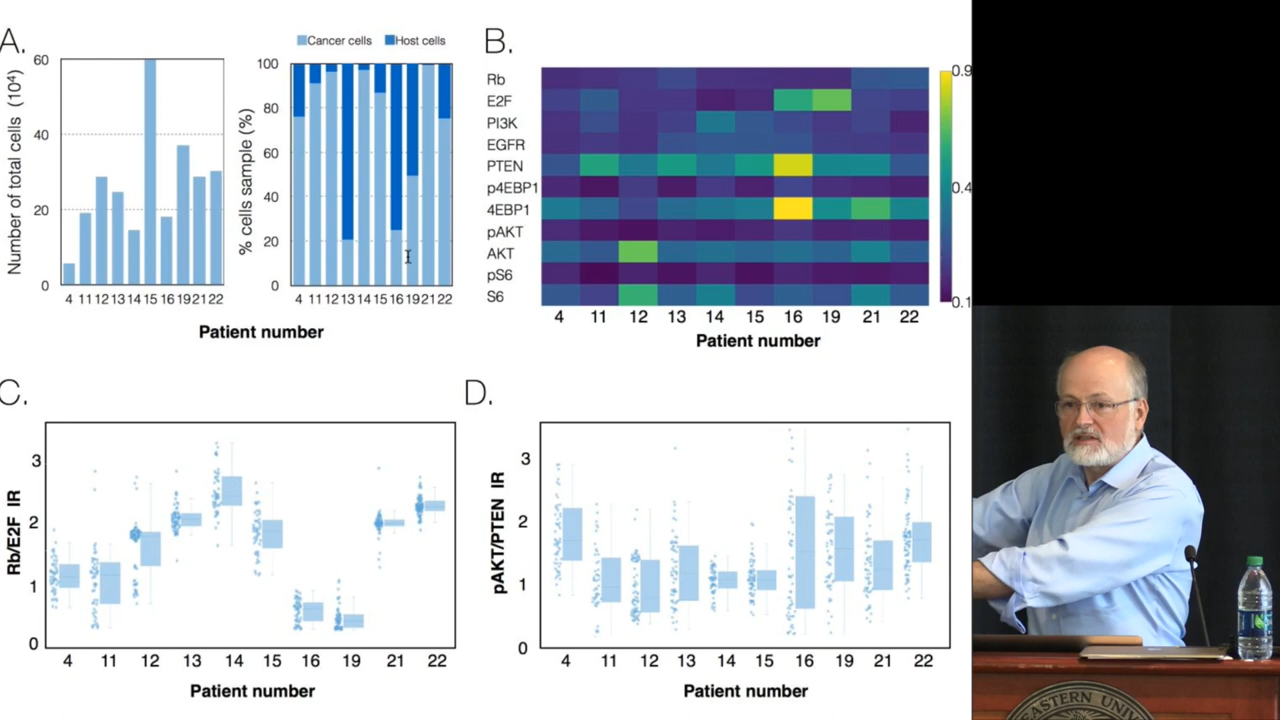 A.
Cancer cells Host cells
Number of total cells (10⁴)
60
40
20
0
4 11 12 13 14 15 16 19 21 22
% cells sample (%)
100
80
60
40
20
0
4 11 12 13 14 15 16 19 21 22
Patient number
B.
Rb
E2F
PI3K
EGFR
PTEN
p4EBP1
4EBP1
pAKT
AKT
pS6
S6
0.9
0.4
0.1
4 11 12 13 14 15 16 19 21 22
Patient number
C.
Rb/E2F IR
3
2
1
0
4 11 12 13 14 15 16 19 21 22
Patient number
D.
pAKT/PTEN IR
3
2
1
0
4 11 12 13 14 15 16 19 21 22
Patient number
EASTERN UNIV